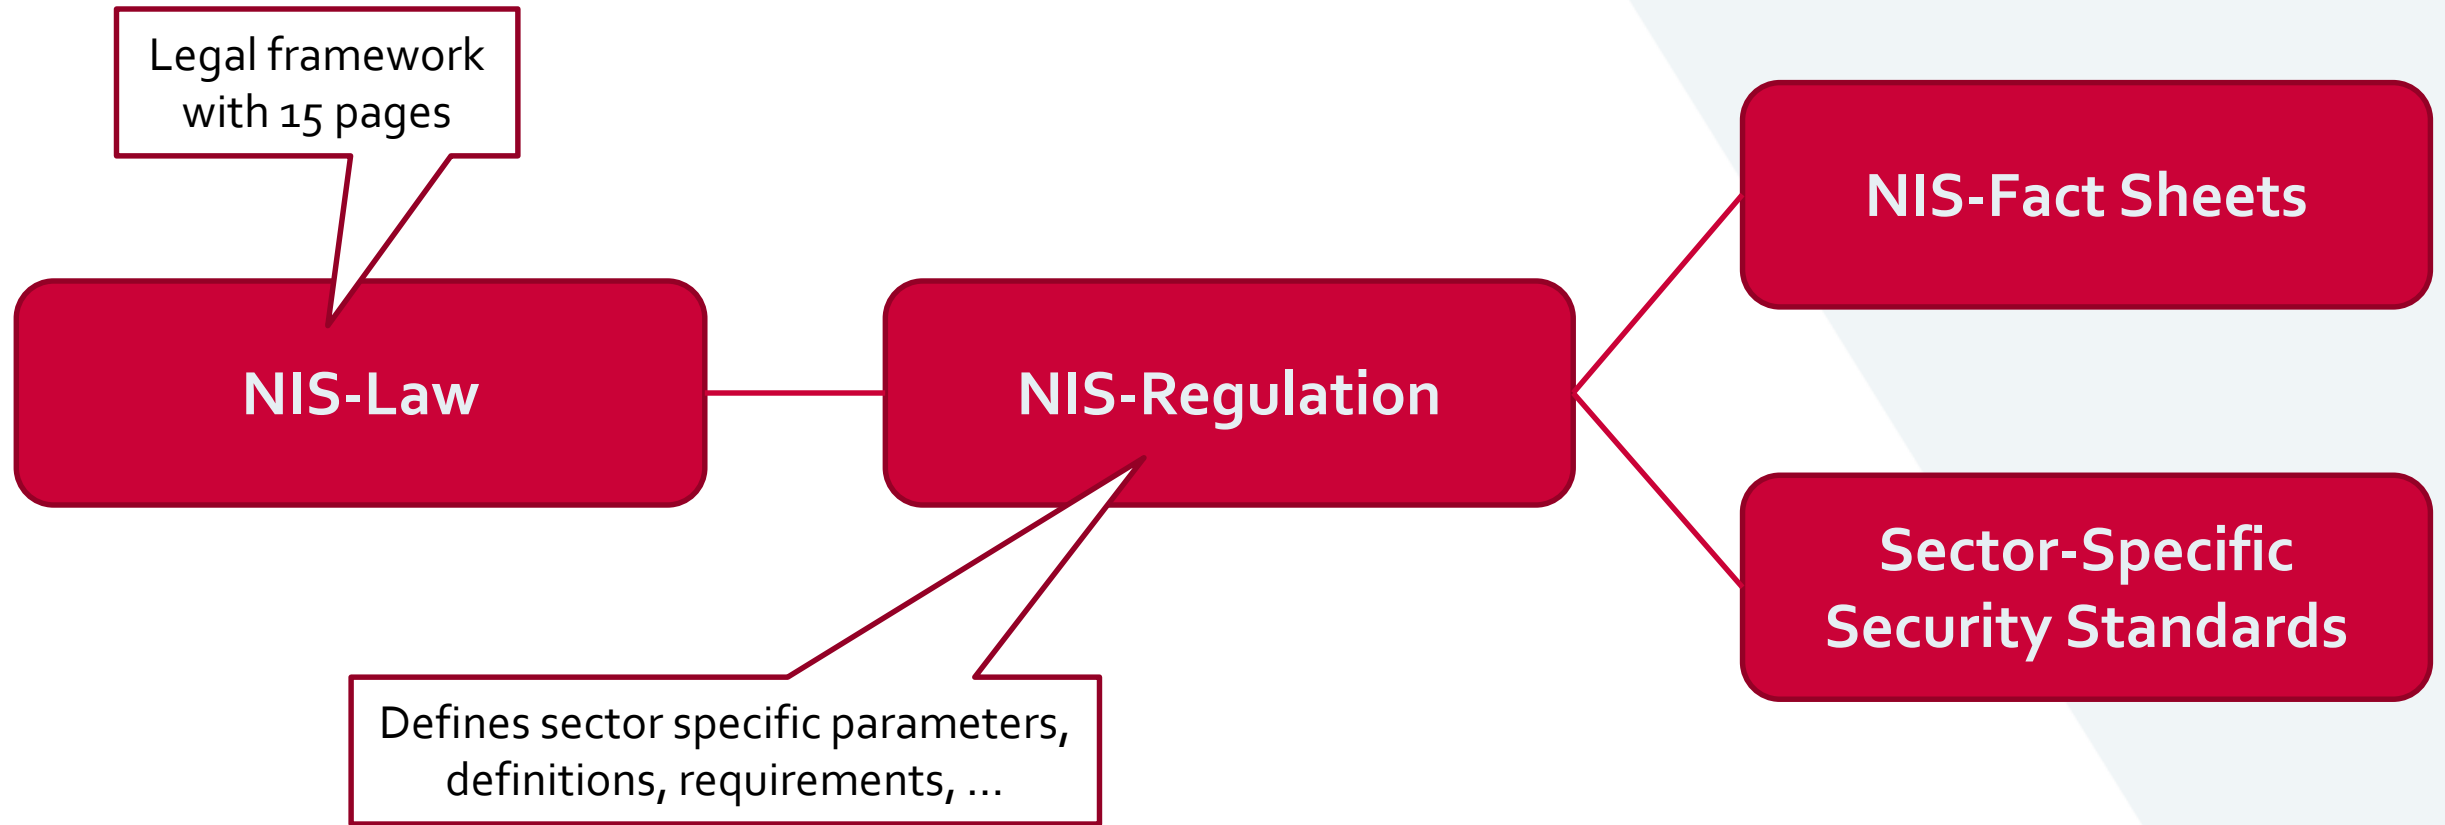 Legal framework
with 15 pages
NIS-Law
NIS-Regulation
NIS-Fact Sheets
Sector-Specific
Security Standards
Defines sector specific parameters,
definitions, requirements, ...